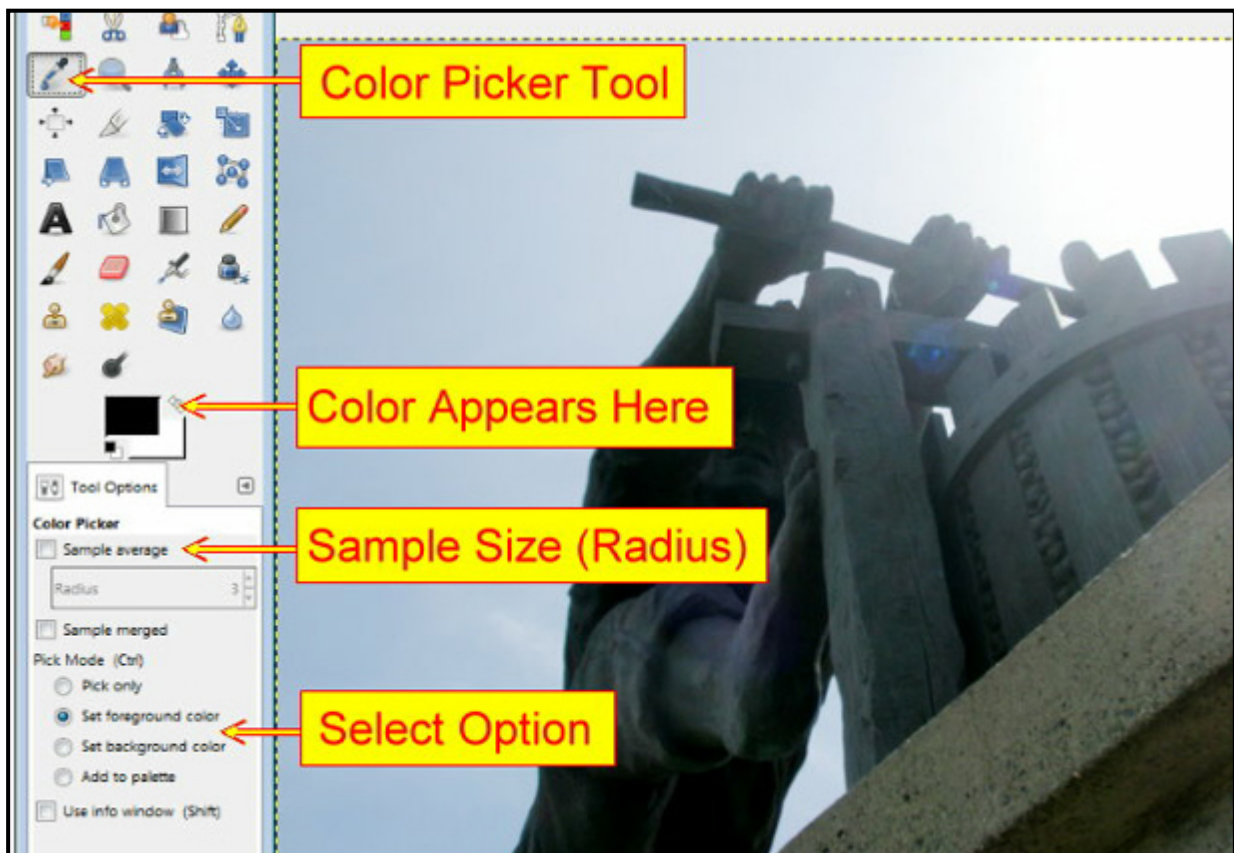 Color Picker Tool
Color Appears Here
Tool Options
Color Picker
Sample average
Sample Size (Radius)
Radius 3
Sample merged
Pick Mode (Ctrl)
Pick only
Set foreground color
Select Option
Set background color
Add to palette
Use info window (Shift)